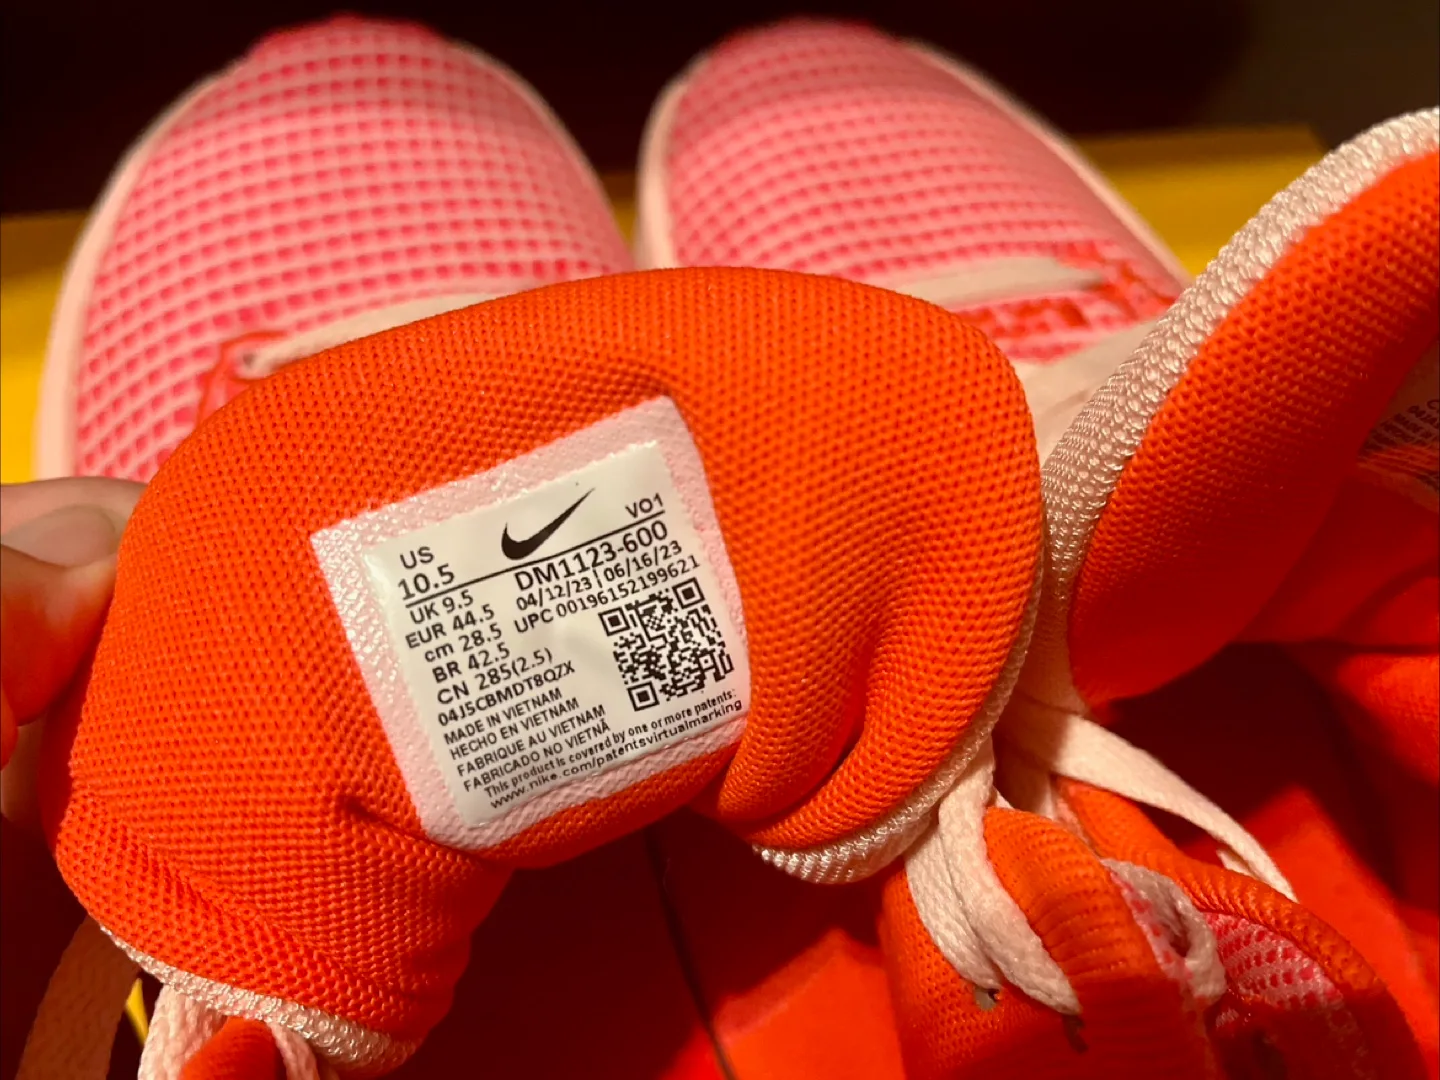 US
10.5
UK 9.5
EUR 44.5
cm 28.5
BR 42.5
CN 285(2.5)
VO1
DM1123-600
04/12/23 | 06/16/23
UPC 00196152199621
04J5CBMDT8QZX
MADE IN VIETNAM
HECHO EN VIETNAM
FABRIQUE AU VIETNAM
FABRICADO NO VIETNÃ
This product is covered by one or more patents:
www.nike.com/patentsvirtualmarking